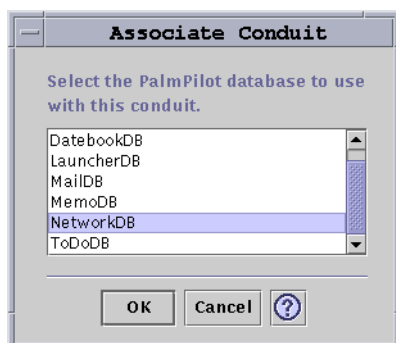 Associate Conduit
Select the PalmPilot database to use
with this conduit.
DatebookDB
LauncherDB
MailDB
MemoDB
NetworkDB
ToDoDB
OK Cancel ?